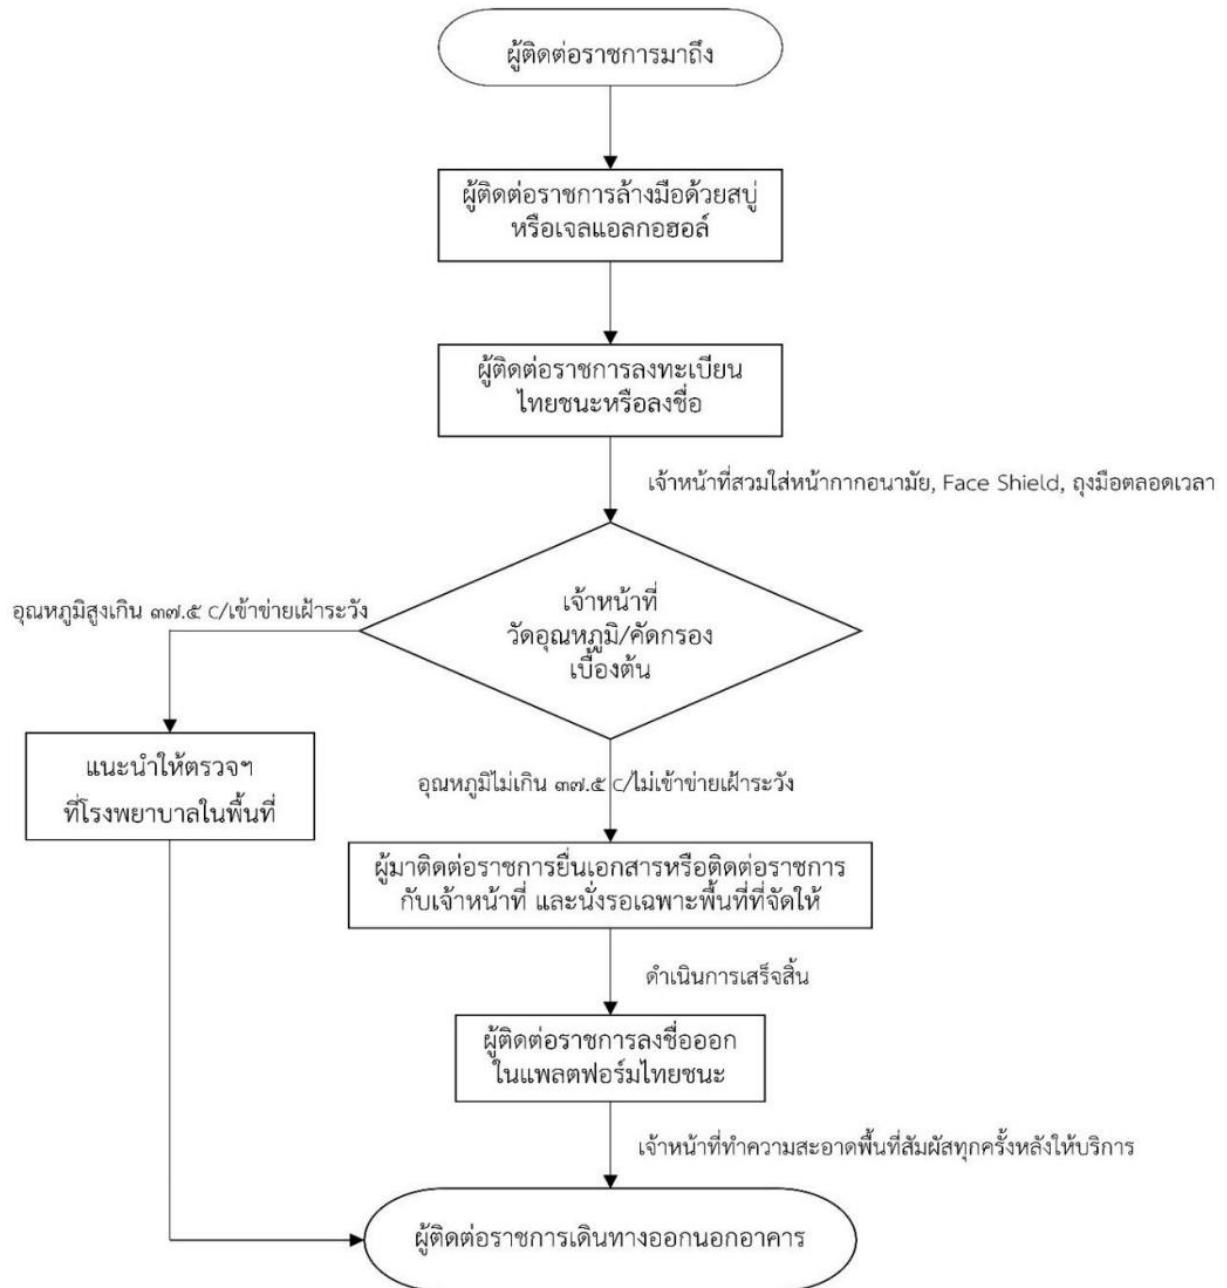 ผู้ติดต่อราชการมาถึง
ผู้ติดต่อราชการล้างมือด้วยสบู่
หรือเจลแอลกอฮอล์
ผู้ติดต่อราชการลงทะเบียน
ไทยชนะหรือลงชื่อ
เจ้าหน้าที่สวมใส่หน้ากากอนามัย, Face Shield, ถุงมือตลอดเวลา
เจ้าหน้าที่
วัดอุณหภูมิ/คัดกรอง
เบื้องต้น
อุณหภูมิสูงเกิน ๓๗.๕ C/เข้าข่ายเฝ้าระวัง
แนะนำให้ตรวจฯ
ที่โรงพยาบาลในพื้นที่
อุณหภูมิไม่เกิน ๓๗.๕ C/ไม่เข้าข่ายเฝ้าระวัง
ผู้มาติดต่อราชการยื่นเอกสารหรือติดต่อราชการ
กับเจ้าหน้าที่ และนั่งรอเฉพาะพื้นที่ที่จัดให้
ดำเนินการเสร็จสิ้น
ผู้ติดต่อราชการลงชื่อออก
ในแพลตฟอร์มไทยชนะ
เจ้าหน้าที่ทำความสะอาดพื้นที่สัมผัสทุกครั้งหลังให้บริการ
ผู้ติดต่อราชการเดินทางออกนอกอาคาร